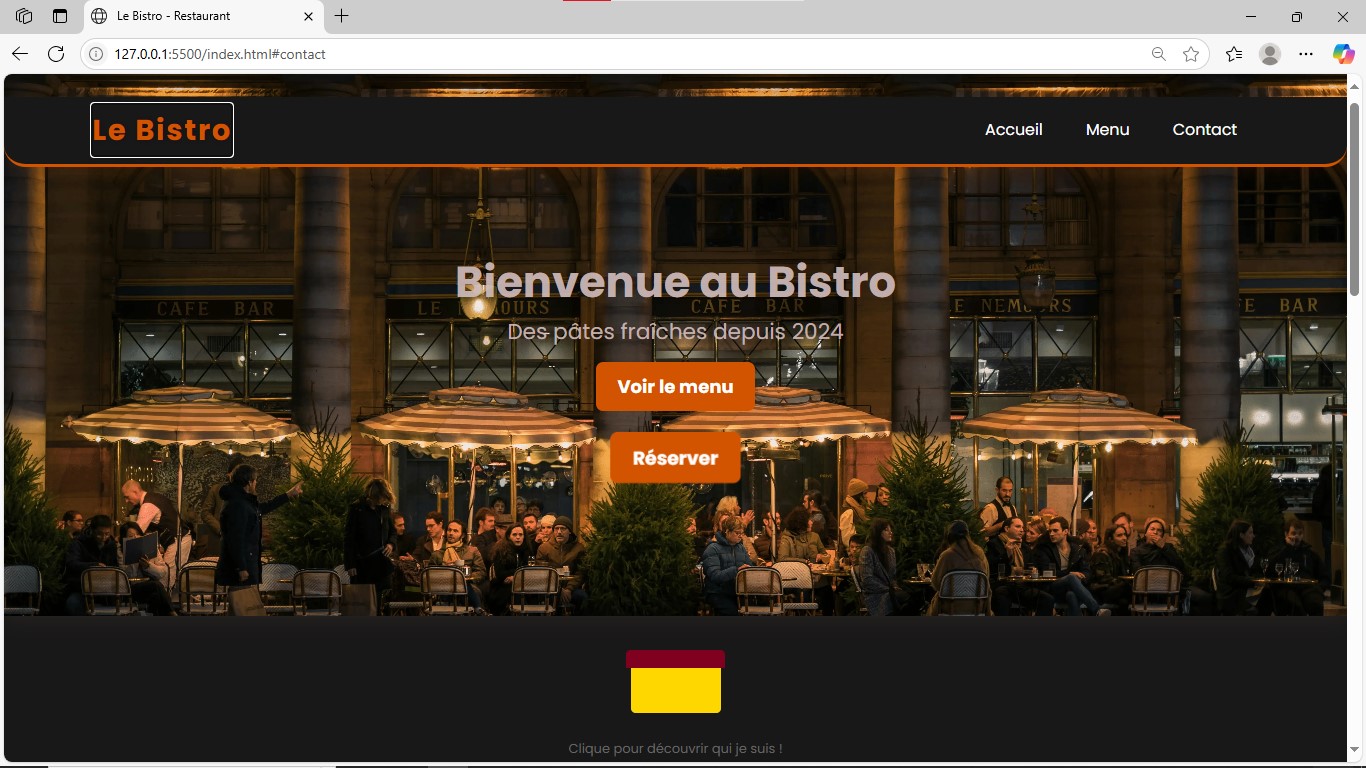 Le Bistro - Restaurant
127.0.0.1:5500/index.html#contact
Le Bistro
Accueil Menu Contact
Bienvenue au Bistro
CAFE BAR LE NEMOURS CAFE BAR LE NEMOURS CAFE BAR
Des pâtes fraîches depuis 2024
Voir le menu
Réserver
Clique pour découvrir qui je suis !